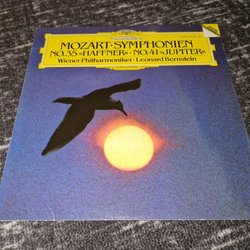 MOZART·SYMPHONIEN
NO.35 »HAFFNER« · NO.41 »JUPITER«
Wiener Philharmoniker · Leonard Bernstein